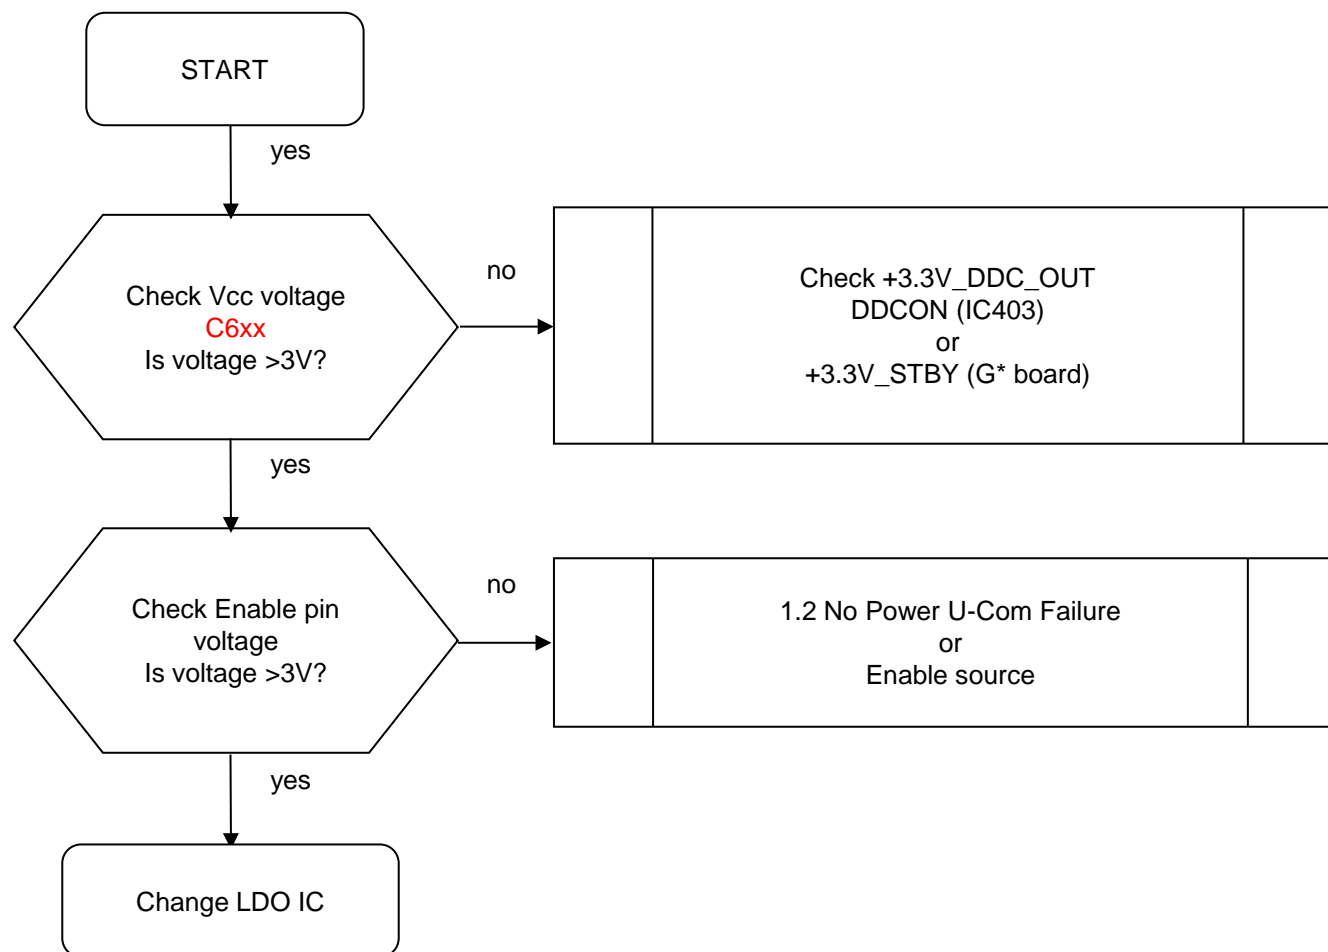 START
yes
Check Vcc voltage
C6xx
Is voltage >3V?
no
Check +3.3V_DDC_OUT
DDCON (IC403)
or
+3.3V_STBY (G* board)
yes
Check Enable pin
voltage
Is voltage >3V?
no
1.2 No Power U-Com Failure
or
Enable source
yes
Change LDO IC